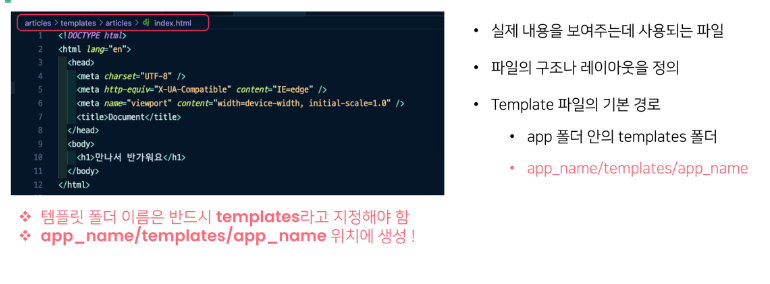 articles > templates > articles > dj index.html
1 <!DOCTYPE html>
2 <html lang="en">
3 <head>
4 <meta charset="UTF-8" />
5 <meta http-equiv="X-UA-Compatible" content="IE=edge" />
6 <meta name="viewport" content="width=device-width, initial-scale=1.0" />
7 <title>Document</title>
8 </head>
9 <body>
10 <h1>만나서 반가워요</h1>
11 </body>
12 </html>
❖ 템플릿 폴더 이름은 반드시 templates라고 지정해야 함
❖ app_name/templates/app_name 위치에 생성 !
• 실제 내용을 보여주는데 사용되는 파일
• 파일의 구조나 레이아웃을 정의
• Template 파일의 기본 경로
• app 폴더 안의 templates 폴더
• app_name/templates/app_name